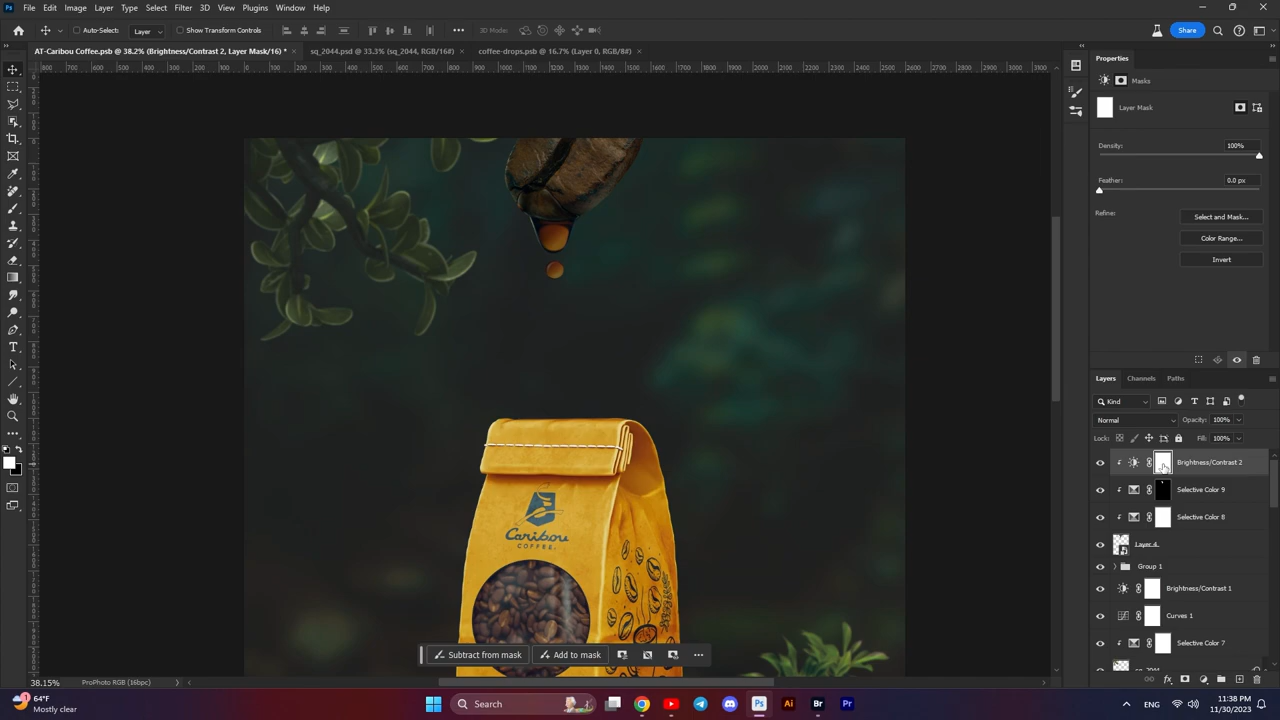 File Edit Image Layer Type Select Filter 3D View Plugins Window Help
Auto-Select: Layer Show Transform Controls 3D Mode: Share
AT-Caribou Coffee.psb @ 38.2% (Brightness/Contrast 2, Layer Mask/16) * × sq_2044.psd @ 33.3% (sq_2044, RGB/16#) × coffee-drops.psb @ 16.7% (Layer 0, RGB/8#) ×
Properties
Masks
Layer Mask
Density: 100%
Feather: 0.0 px
Refine: Select and Mask...
Color Range...
Invert
Layers Channels Paths
Kind
Normal Opacity: 100%
Lock: Fill: 100%
Brightness/Contrast 2
Selective Color 9
Selective Color 8
Layer 4
Group 1
Brightness/Contrast 1
Curves 1
Selective Color 7
Caribou
COFFEE.
Subtract from mask Add to mask
38.15% ProPhoto RGB (16bpc)
64°F
Mostly clear
Search
ENG
11:38 PM
11/30/2023